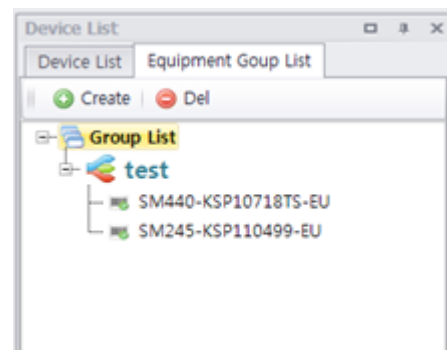 Device List
Device List Equipment Goup List
Create Del
Group List
test
SM440-KSP10718TS-EU
SM245-KSP110499-EU